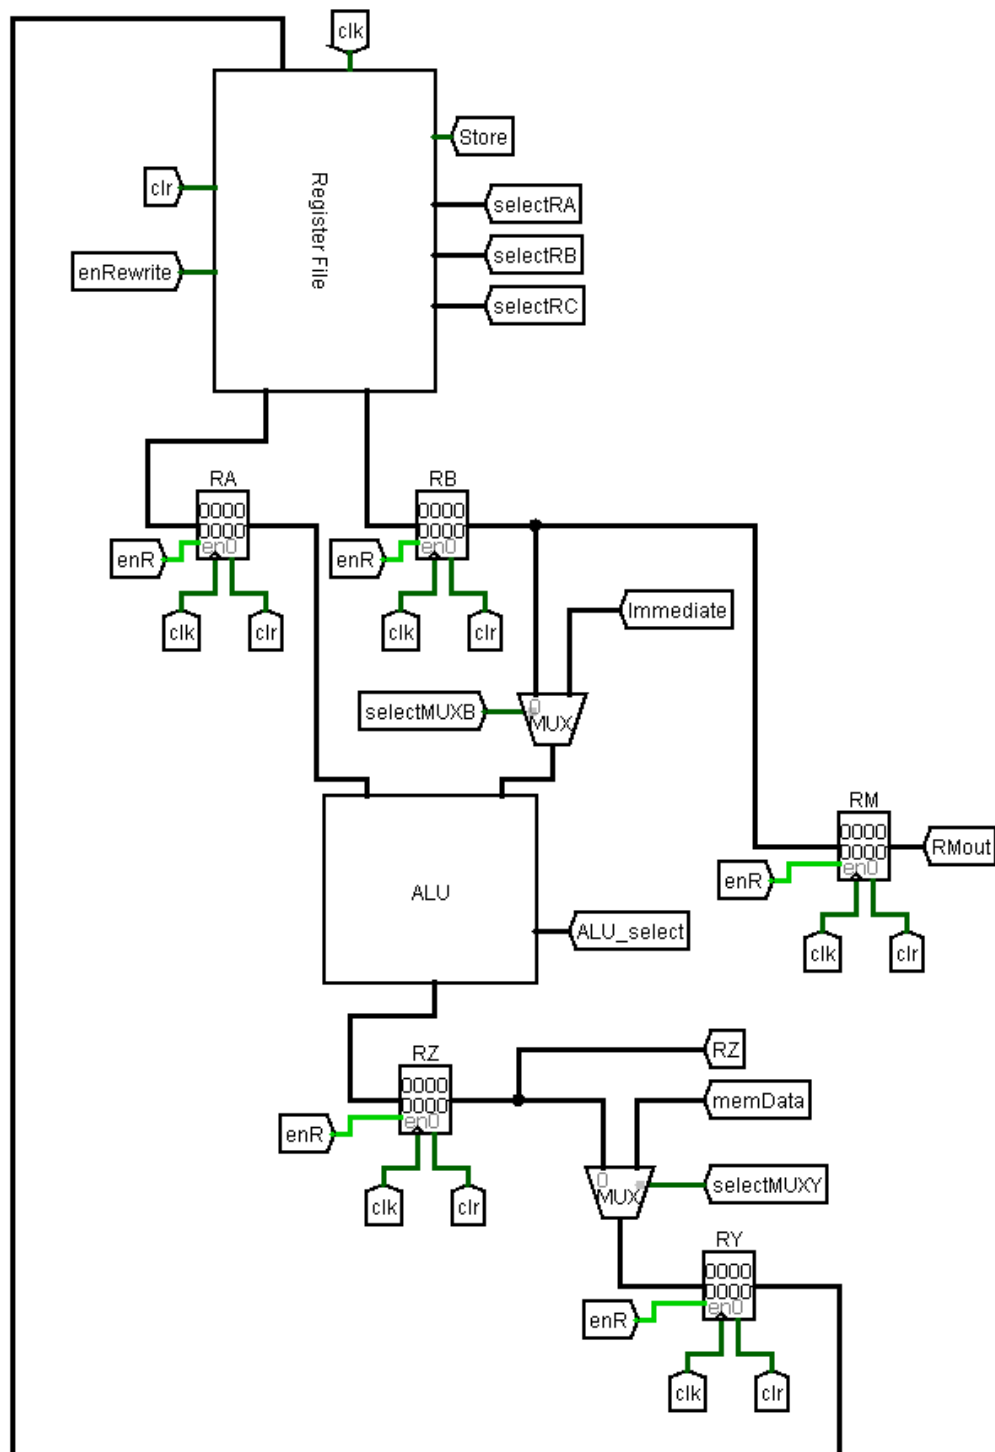 clk
Store
clr
selectRA
Register File
selectRB
enRewrite
selectRC
RA
RB
0000
0000
en0
0000
0000
en0
enR
enR
clk
clr
clk
clr
Immediate
selectMUXB
0
MUX
RM
0000
0000
en0
RMout
enR
ALU
ALU_select
clk
clr
RZ
RZ
0000
0000
en0
memData
enR
0
MUX
selectMUXY
clk
clr
RY
0000
0000
en0
enR
clk
clr